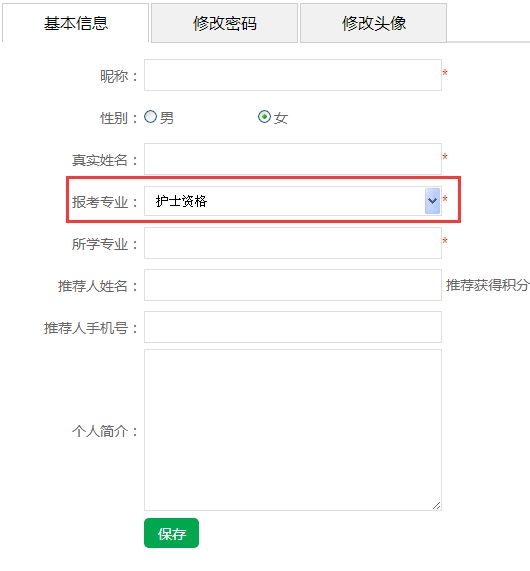 基本信息 修改密码 修改头像
昵称： *
性别： 男 女
真实姓名： *
报考专业： 护士资格 *
所学专业： *
推荐人姓名： 推荐获得积分
推荐人手机号：
个人简介：
保存